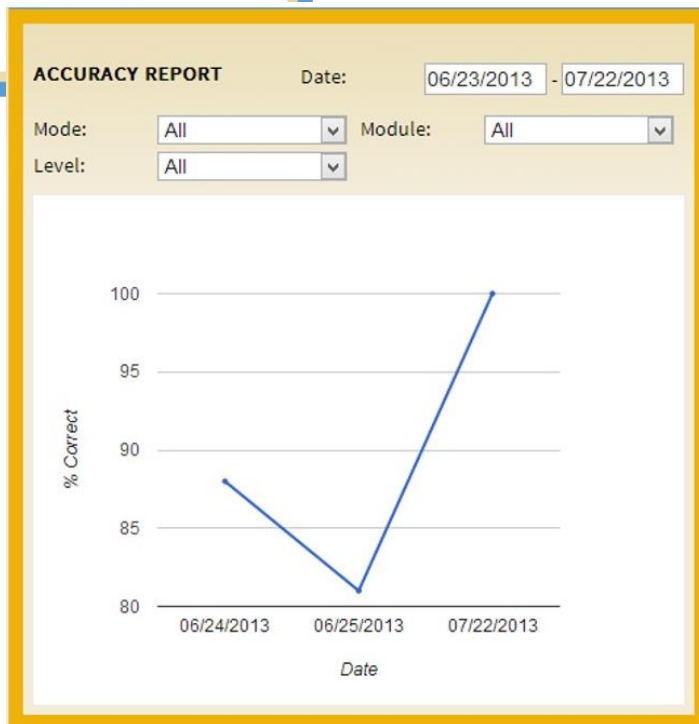 ACCURACY REPORT Date: 06/23/2013 - 07/22/2013
Mode: All Module: All
Level: All
100
95
90
85
80
% Correct
06/24/2013 06/25/2013 07/22/2013
Date